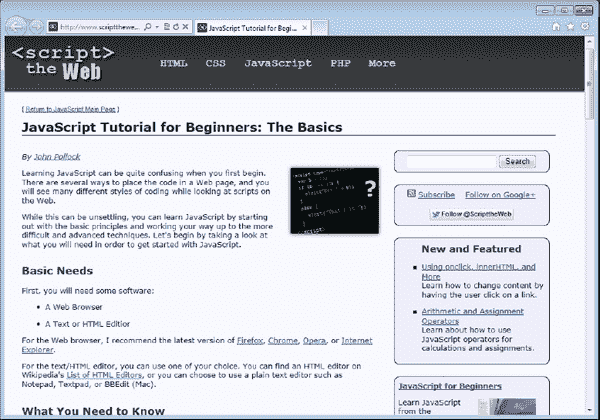 http://www.scriptthewe...
JavaScript Tutorial for Begi...
<script>
the Web
HTML CSS JavaScript PHP More
[ Return to JavaScript Main Page ]
JavaScript Tutorial for Beginners: The Basics
By John Pollock
Learning JavaScript can be quite confusing when you first begin.
There are several ways to place the code in a Web page, and you
will see many different styles of coding while looking at scripts on
the Web.
While this can be unsettling, you can learn JavaScript by starting
out with the basic principles and working your way up to the more
difficult and advanced techniques. Let's begin by taking a look at
what you will need in order to get started with JavaScript.
?
Basic Needs
First, you will need some software:
• A Web Browser
• A Text or HTML Editior
For the Web browser, I recommend the latest version of Firefox, Chrome, Opera, or Internet
Explorer.
For the text/HTML editor, you can use one of your choice. You can find an HTML editor on
Wikipedia's List of HTML Editors, or you can choose to use a plain text editor such as
Notepad, Textpad, or BBEdit (Mac).
What You Need to Know
Search
Subscribe Follow on Google+
Follow @ScripttheWeb
New and Featured
Using onclick, innerHTML, and
More
Learn how to change content by
having the user click on a link.
Arithmetic and Assignment
Operators
Learn about how to use
JavaScript operators for
calculations and assignments.
JavaScript for Beginners
Learn JavaScript
from the